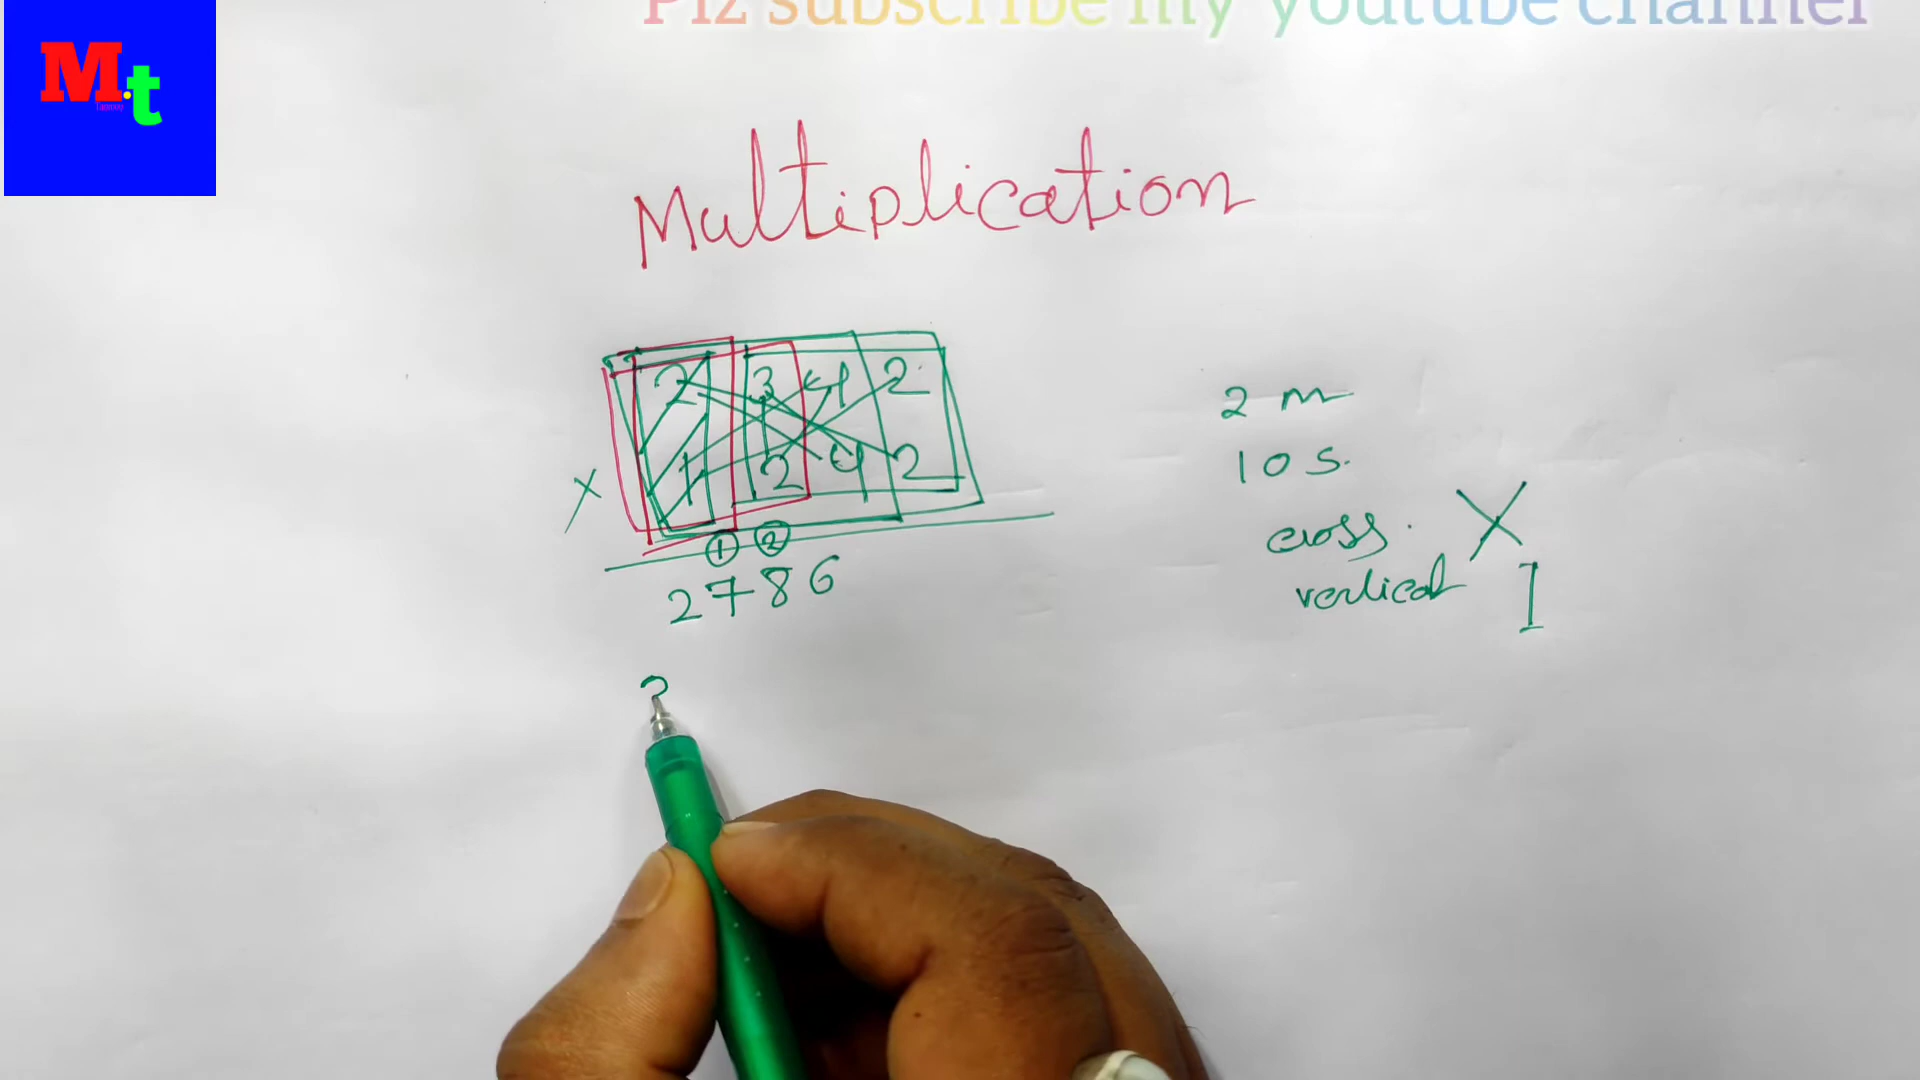 Plz subscribe my youtube channel
M.t
Multiplication
2 3 4 2
x 1 2 4 2
① ②
2 7 8 6
2
2 m
10 s.
cross. X
vertical I